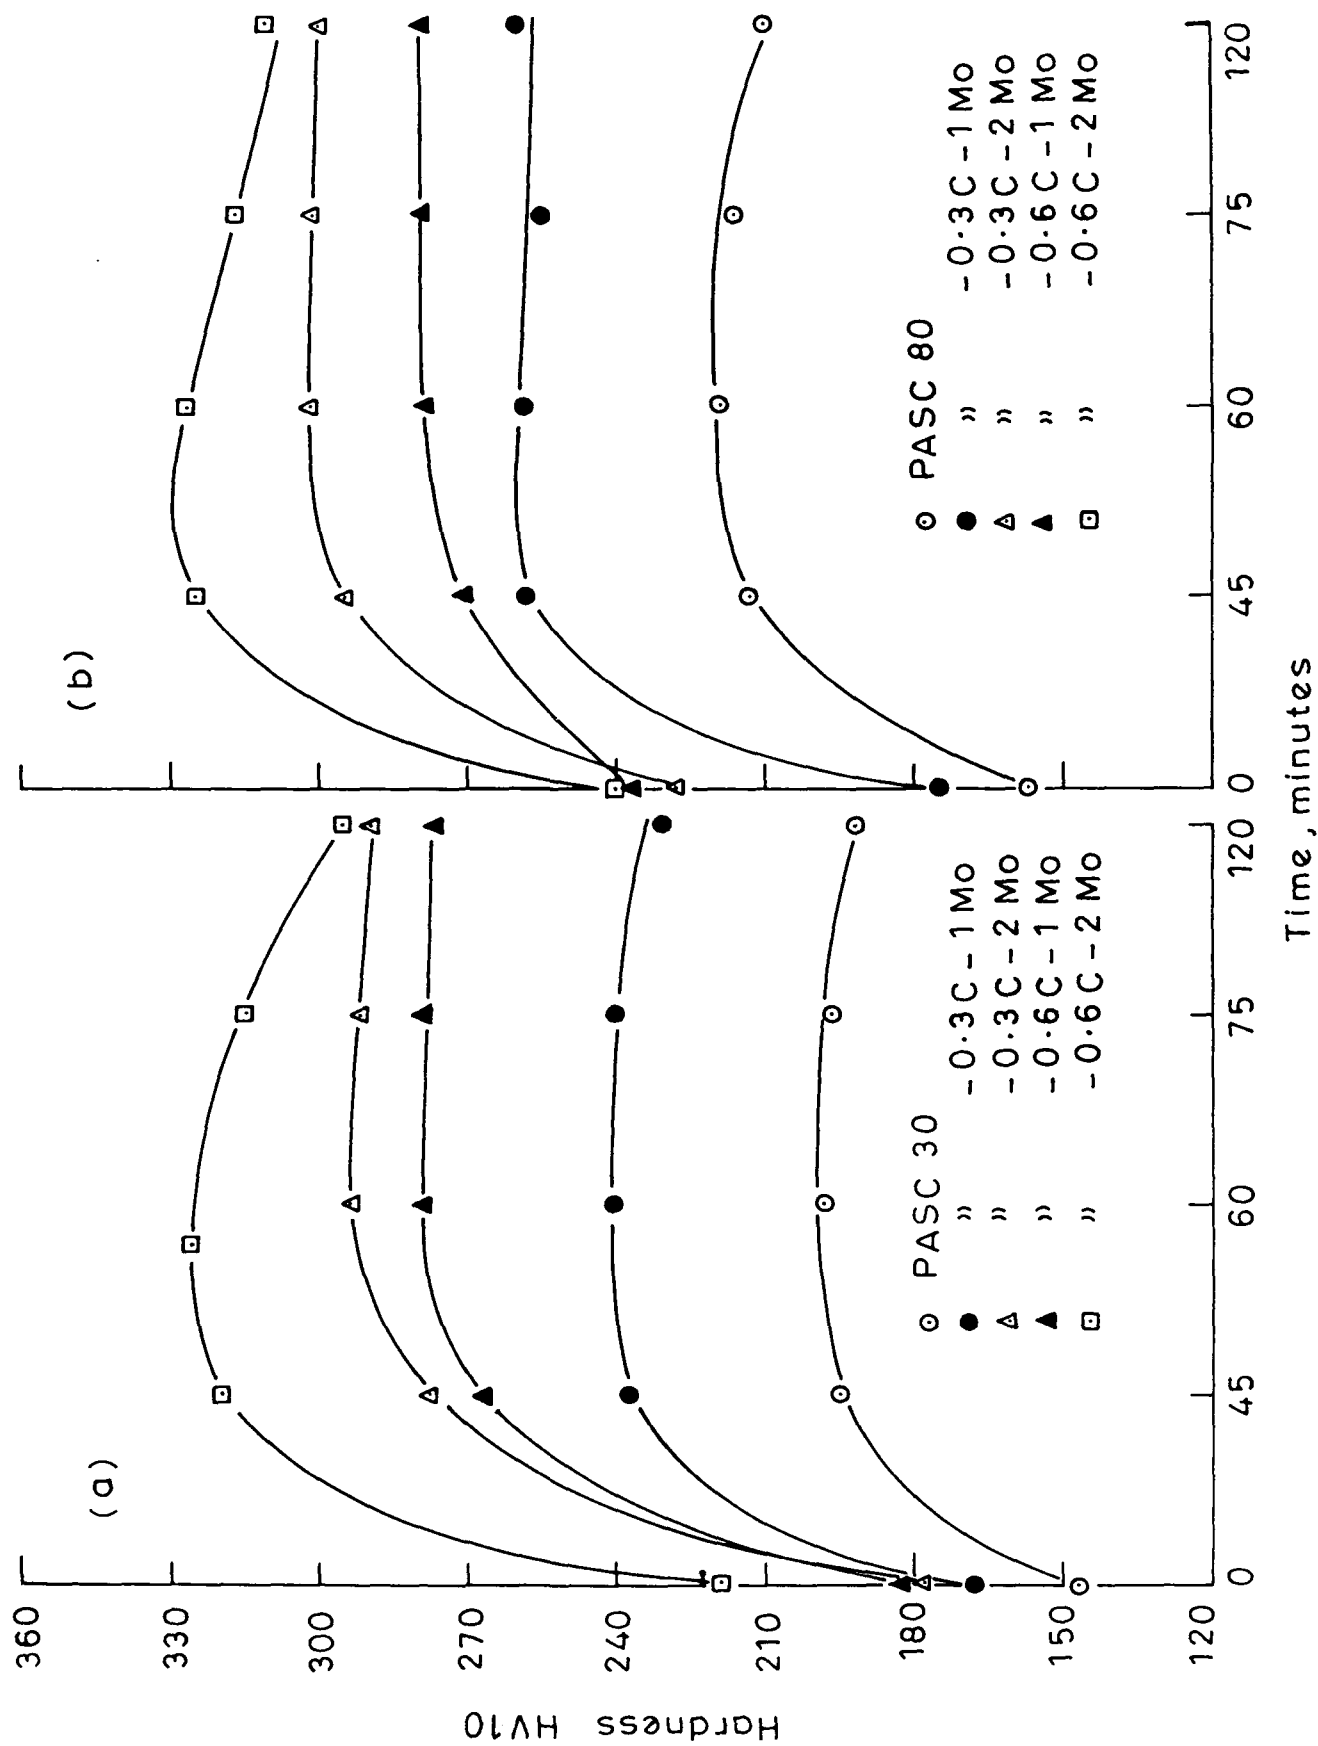 (a)
(b)
Hardness HV10
360
330
300
270
240
210
180
150
120
0 45 60 75 120
0 45 60 75 120
Time, minutes
PASC 30
" -0·3C-1Mo
" -0·3C-2Mo
" -0·6C-1Mo
" -0·6C-2Mo
PASC 80
" -0·3C-1Mo
" -0·3C-2Mo
" -0·6C-1Mo
" -0·6C-2Mo